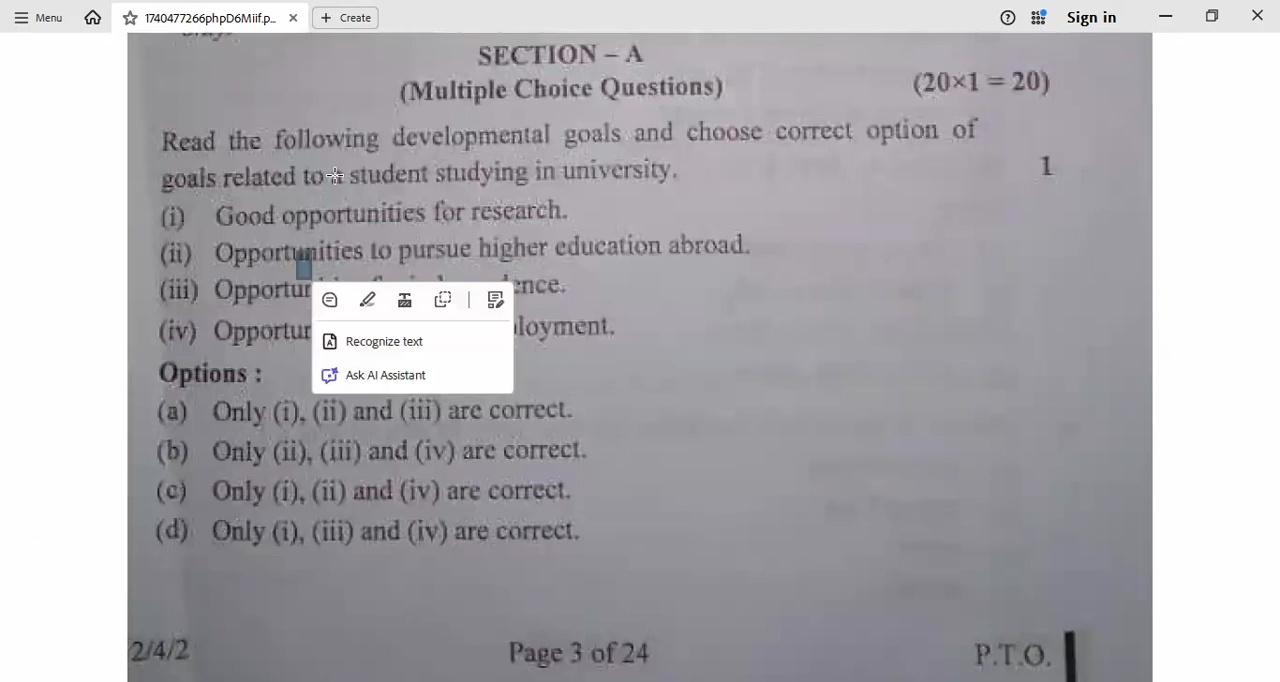 Menu
1740477266phpD6Miif.p...
Create
Sign in
SECTION – A
(Multiple Choice Questions) (20×1 = 20)
Read the following developmental goals and choose correct option of
goals related to a student studying in university. 1
(i) Good opportunities for research.
(ii) Opportunities to pursue higher education abroad.
(iii)
(iv)
Recognize text
Ask AI Assistant
Options :
(a) Only (i), (ii) and (iii) are correct.
(b) Only (ii), (iii) and (iv) are correct.
(c) Only (i), (ii) and (iv) are correct.
(d) Only (i), (iii) and (iv) are correct.
2/4/2 Page 3 of 24 P.T.O.